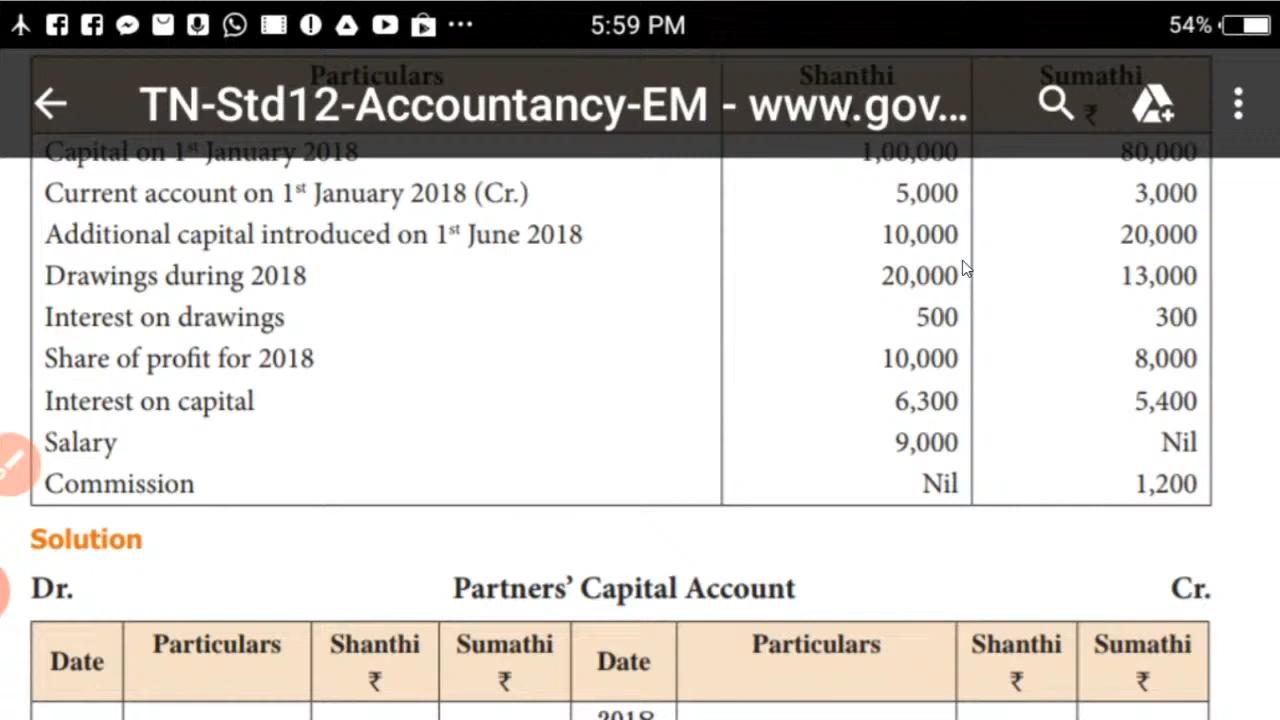 5:59 PM 54%
Particulars Shanthi Sumathi
TN-Std12-Accountancy-EM - www.gov...
₹
Capital on 1st January 2018 1,00,000 80,000
Current account on 1st January 2018 (Cr.) 5,000 3,000
Additional capital introduced on 1st June 2018 10,000 20,000
Drawings during 2018 20,000 13,000
Interest on drawings 500 300
Share of profit for 2018 10,000 8,000
Interest on capital 6,300 5,400
Salary 9,000 Nil
Commission Nil 1,200
Solution
Dr. Partners' Capital Account Cr.
Date Particulars Shanthi Sumathi Date Particulars Shanthi Sumathi
₹ ₹ ₹ ₹
2018